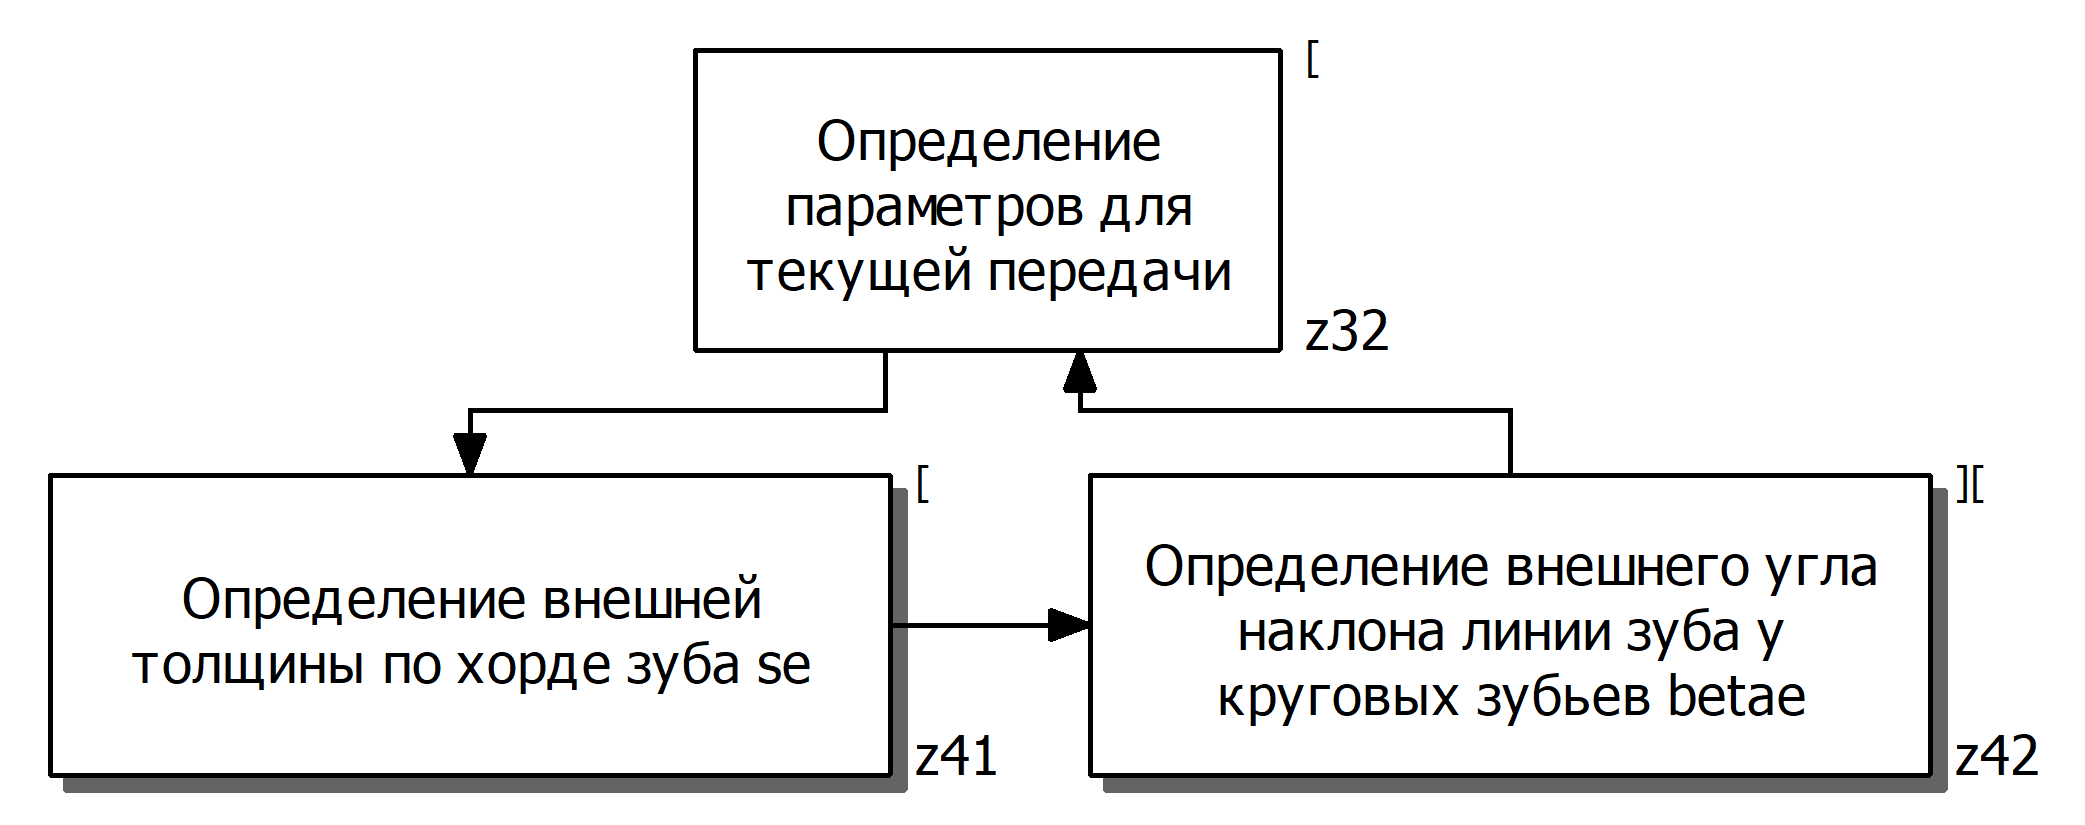 [
Определение
параметров для
текущей передачи
z32
[
Определение внешней
толщины по хорде зуба se
z41
][
Определение внешнего угла
наклона линии зуба у
круговых зубьев betae
z42